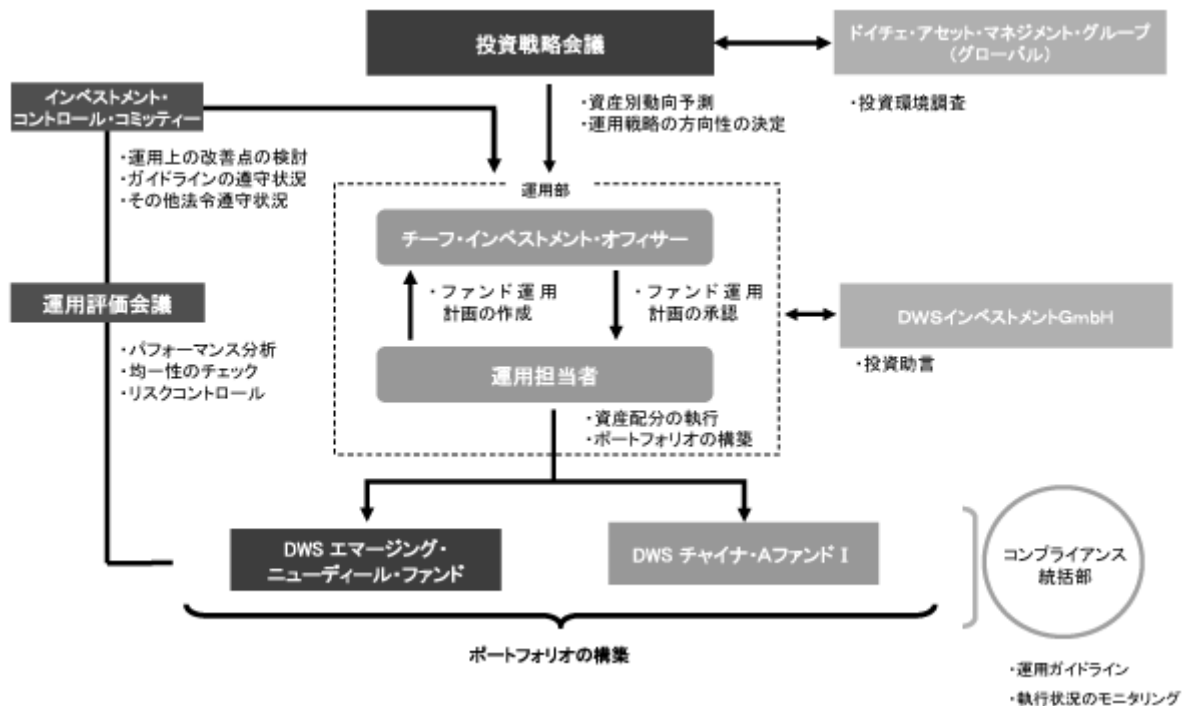 投資戦略会議
ドイチェ・アセット・マネジメント・グループ
(グローバル)
・投資環境調査
・資産別動向予測
・運用戦略の方向性の決定
インベストメント・
コントロール・コミッティー
・運用上の改善点の検討
・ガイドラインの遵守状況
・その他法令遵守状況
運用部
チーフ・インベストメント・オフィサー
・ファンド運用
計画の作成
・ファンド運用
計画の承認
運用担当者
・資産配分の執行
・ポートフォリオの構築
DWSインベストメントGmbH
・投資助言
運用評価会議
・パフォーマンス分析
・均一性のチェック
・リスクコントロール
DWS エマージング・
ニューディール・ファンド
DWS チャイナ・Aファンド Ⅰ
ポートフォリオの構築
コンプライアンス
統括部
・運用ガイドライン
・執行状況のモニタリング